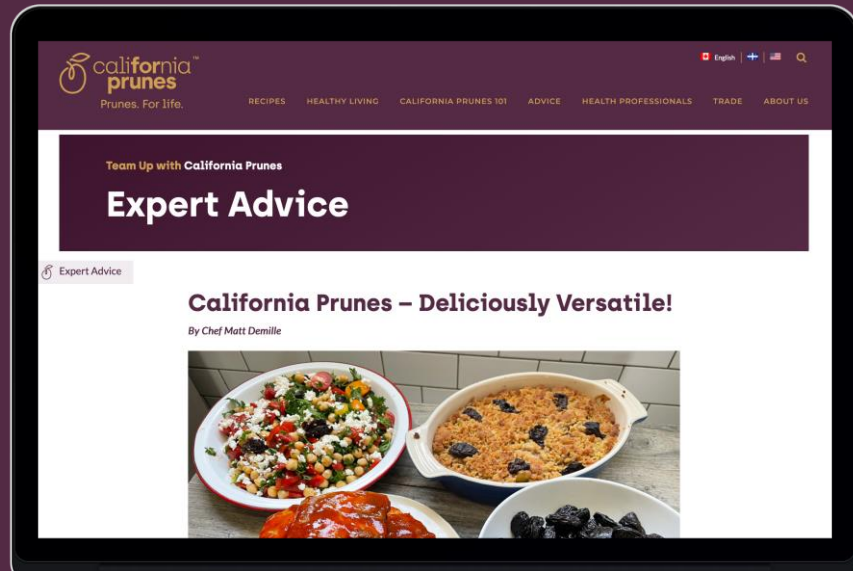 california™
prunes
Prunes. For life.
English
RECIPES HEALTHY LIVING CALIFORNIA PRUNES 101 ADVICE HEALTH PROFESSIONALS TRADE ABOUT US
Team Up with California Prunes
Expert Advice
Expert Advice
California Prunes – Deliciously Versatile!
By Chef Matt Demille